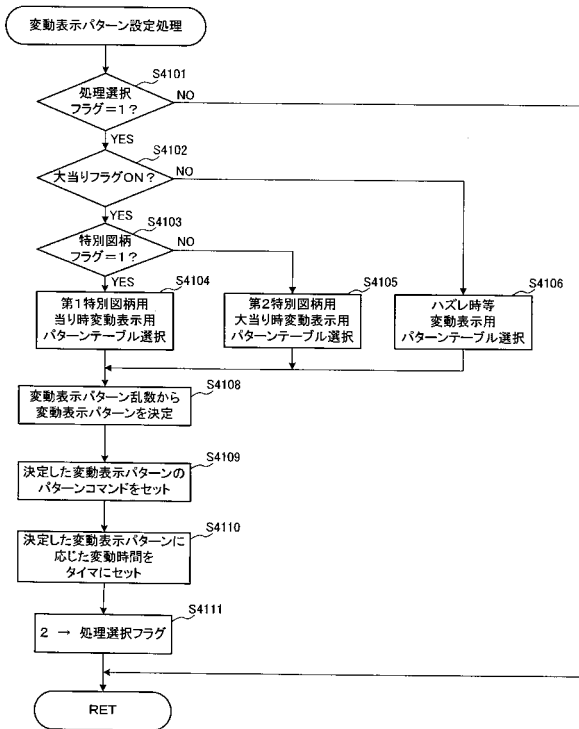 変動表示パターン設定処理
S4101
処理選択
フラグ=1?
NO
YES
S4102
大当りフラグON?
NO
YES
S4103
特別図柄
フラグ=1?
NO
YES
S4104
第1特別図柄用
当り時変動表示用
パターンテーブル選択
S4105
第2特別図柄用
大当り時変動表示用
パターンテーブル選択
S4106
ハズレ時等
変動表示用
パターンテーブル選択
S4108
変動表示パターン乱数から
変動表示パターンを決定
S4109
決定した変動表示パターンの
パターンコマンドをセット
S4110
決定した変動表示パターンに
応じた変動時間を
タイマにセット
S4111
2 → 処理選択フラグ
RET